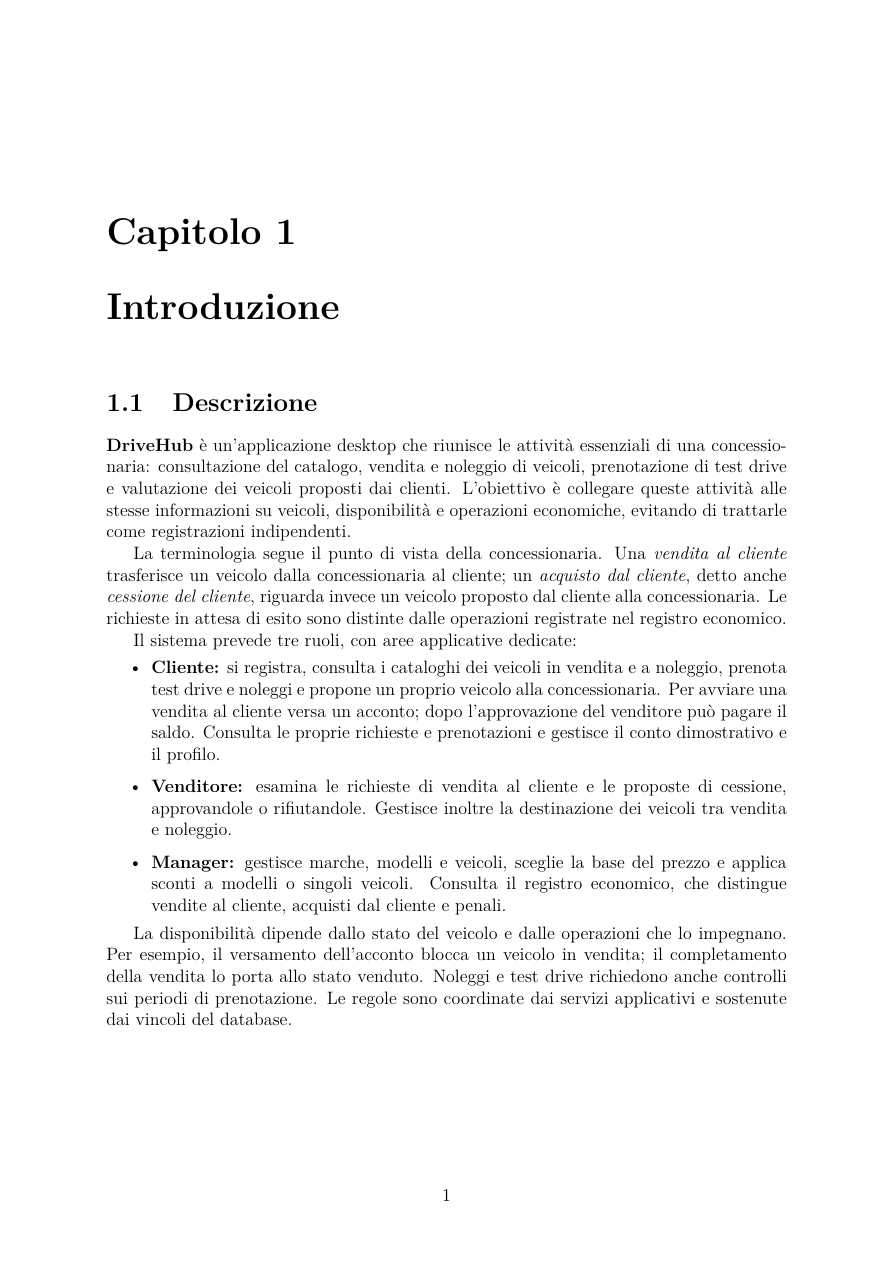 Capitolo 1
Introduzione
1.1 Descrizione
DriveHub è un'applicazione desktop che riunisce le attività essenziali di una concessio-
naria: consultazione del catalogo, vendita e noleggio di veicoli, prenotazione di test drive
e valutazione dei veicoli proposti dai clienti. L'obiettivo è collegare queste attività alle
stesse informazioni su veicoli, disponibilità e operazioni economiche, evitando di trattarle
come registrazioni indipendenti.
La terminologia segue il punto di vista della concessionaria. Una vendita al cliente
trasferisce un veicolo dalla concessionaria al cliente; un acquisto dal cliente, detto anche
cessione del cliente, riguarda invece un veicolo proposto dal cliente alla concessionaria. Le
richieste in attesa di esito sono distinte dalle operazioni registrate nel registro economico.
Il sistema prevede tre ruoli, con aree applicative dedicate:
• Cliente: si registra, consulta i cataloghi dei veicoli in vendita e a noleggio, prenota
test drive e noleggi e propone un proprio veicolo alla concessionaria. Per avviare una
vendita al cliente versa un acconto; dopo l'approvazione del venditore può pagare il
saldo. Consulta le proprie richieste e prenotazioni e gestisce il conto dimostrativo e
il profilo.
• Venditore: esamina le richieste di vendita al cliente e le proposte di cessione,
approvandole o rifiutandole. Gestisce inoltre la destinazione dei veicoli tra vendita
e noleggio.
• Manager: gestisce marche, modelli e veicoli, sceglie la base del prezzo e applica
sconti a modelli o singoli veicoli. Consulta il registro economico, che distingue
vendite al cliente, acquisti dal cliente e penali.
La disponibilità dipende dallo stato del veicolo e dalle operazioni che lo impegnano.
Per esempio, il versamento dell'acconto blocca un veicolo in vendita; il completamento
della vendita lo porta allo stato venduto. Noleggi e test drive richiedono anche controlli
sui periodi di prenotazione. Le regole sono coordinate dai servizi applicativi e sostenute
dai vincoli del database.
1